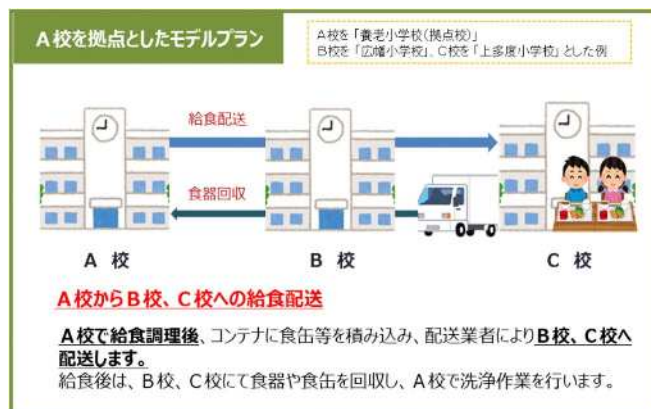 A校を拠点としたモデルプラン
A校を「養老小学校(拠点校)」
B校を「広幡小学校」、C校を「上多度小学校」とした例
給食配送
食器回収
A 校
B 校
C 校
A校からB校、C校への給食配送
A校で給食調理後、コンテナに食缶等を積み込み、配送業者によりB校、C校へ
配送します。
給食後は、B校、C校にて食器や食缶を回収し、A校で洗浄作業を行います。